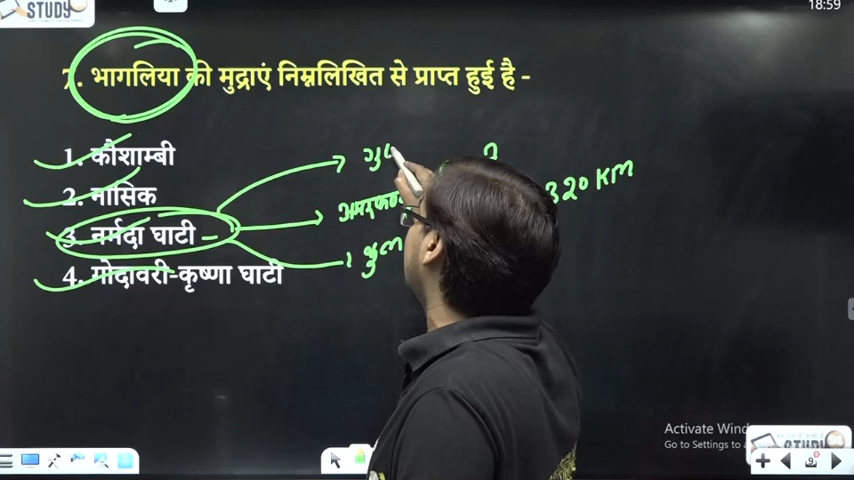 STUDY
18:59
7. भागलिया की मुद्राएं निम्नलिखित से प्राप्त हुई है -
1. कौशाम्बी
2. नासिक
3. नर्मदा घाटी
4. गोदावरी-कृष्णा घाटी
320 KM
Activate Wind
Go to Settings to a
STUDY